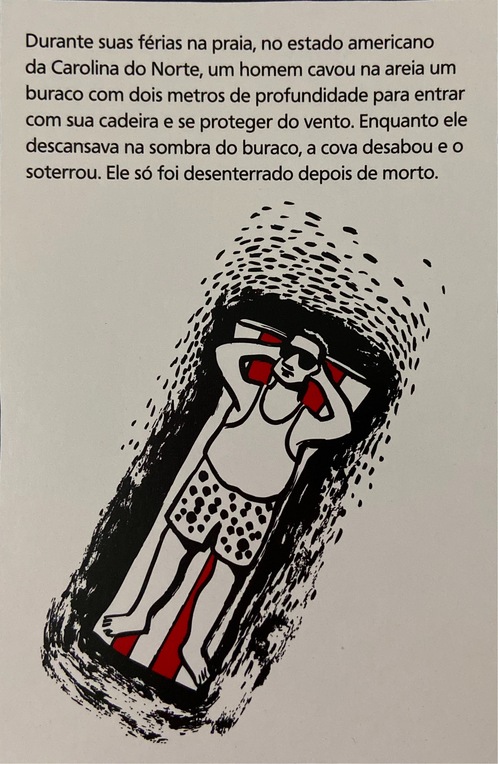 Durante suas férias na praia, no estado americano
da Carolina do Norte, um homem cavou na areia um
buraco com dois metros de profundidade para entrar
com sua cadeira e se proteger do vento. Enquanto ele
descansava na sombra do buraco, a cova desabou e o
soterrou. Ele só foi desenterrado depois de morto.